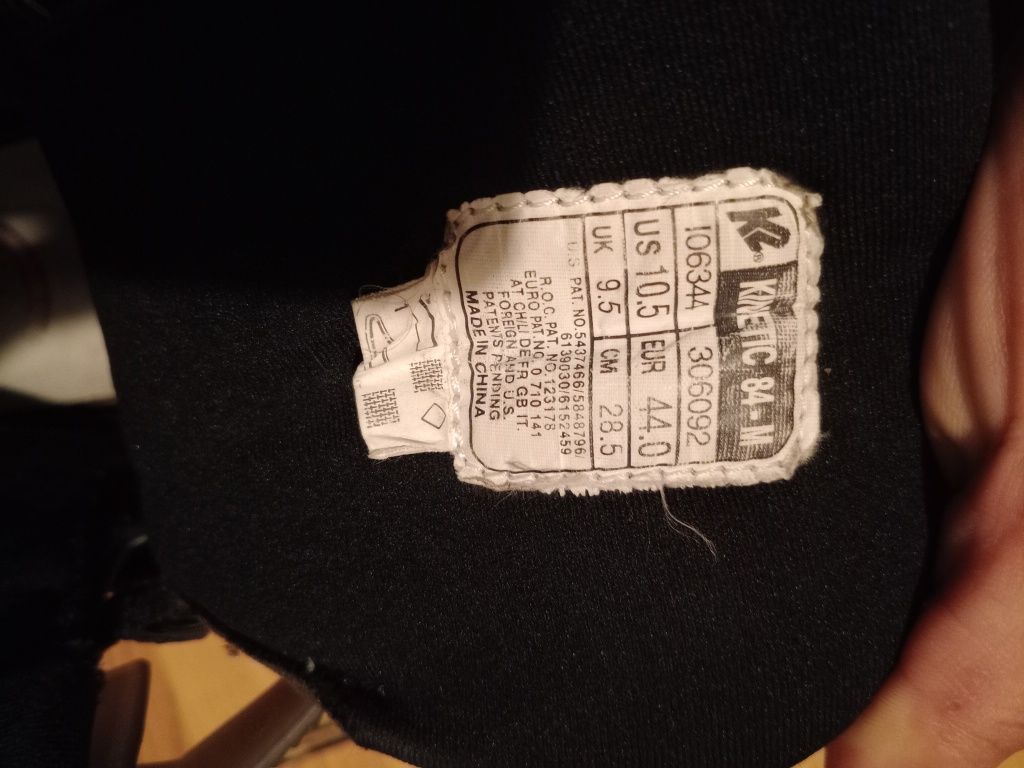 K2® KINETIC 84-M
106344 306092
US 10.5 EUR 44.0
UK 9.5 CM 28.5
U.S PAT. NO.5437466/5848796/
6139030/6152459
R.O.C. PAT. NO.123178
EURO PAT.NO. 0 710 141
AT CH LI DE FR GB IT.
FOREIGN AND U.S.
PATENTS PENDING
MADE IN CHINA